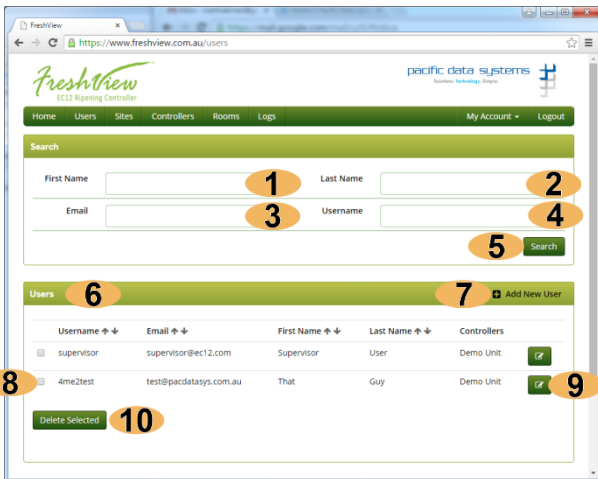 FreshView
https://www.freshview.com.au/users
FreshView
EC12 Ripening Controller
pacific data systems
Solutions. Technology. Simple.
Home Users Sites Controllers Rooms Logs My Account Logout
Search
First Name 1 Last Name 2
Email 3 Username 4
5 Search
Users 6 7 Add New User
Username Email First Name Last Name Controllers
supervisor supervisor@ec12.com Supervisor User Demo Unit
8 4me2test test@pacdatasys.com.au That Guy Demo Unit 9
Delete Selected 10